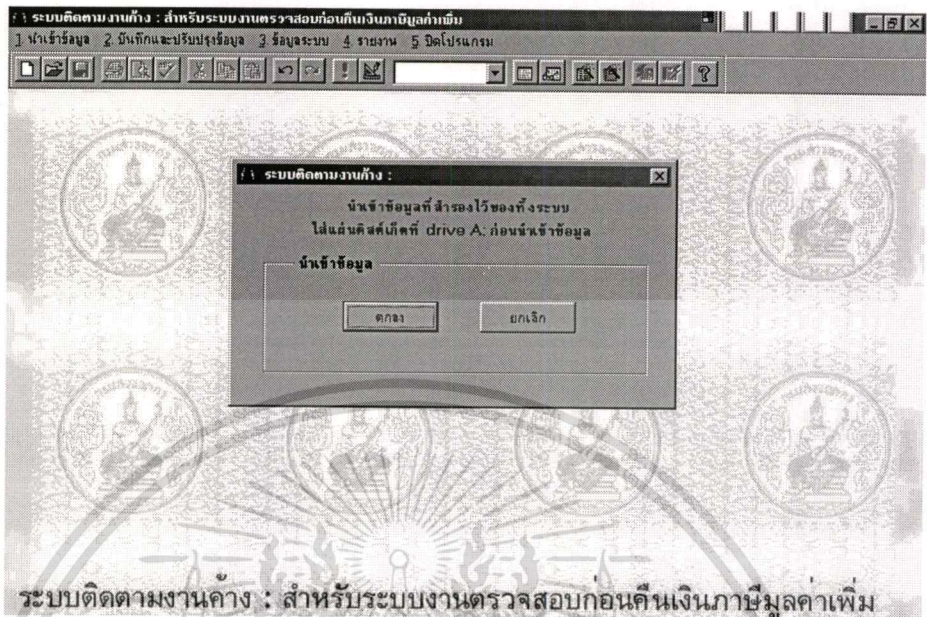 ระบบติดตามงานค้าง : สำหรับระบบงานตรวจสอบก่อนคืนเงินภาษีมูลค่าเพิ่ม
1 นำเข้าข้อมูล 2. บันทึกและปรับปรุงข้อมูล 3 ข้อมูลระบบ 4 รายงาน 5 ปิดโปรแกรม
ระบบติดตามงานค้าง :
นำเข้าข้อมูลที่สำรองไว้ของทั้งระบบ
ใส่แผ่นดิสค์เก็ตที่ drive A: ก่อนนำเข้าข้อมูล
นำเข้าข้อมูล
ตกลง
ยกเลิก
ระบบติดตามงานค้าง : สำหรับระบบงานตรวจสอบก่อนคืนเงินภาษีมูลค่าเพิ่ม